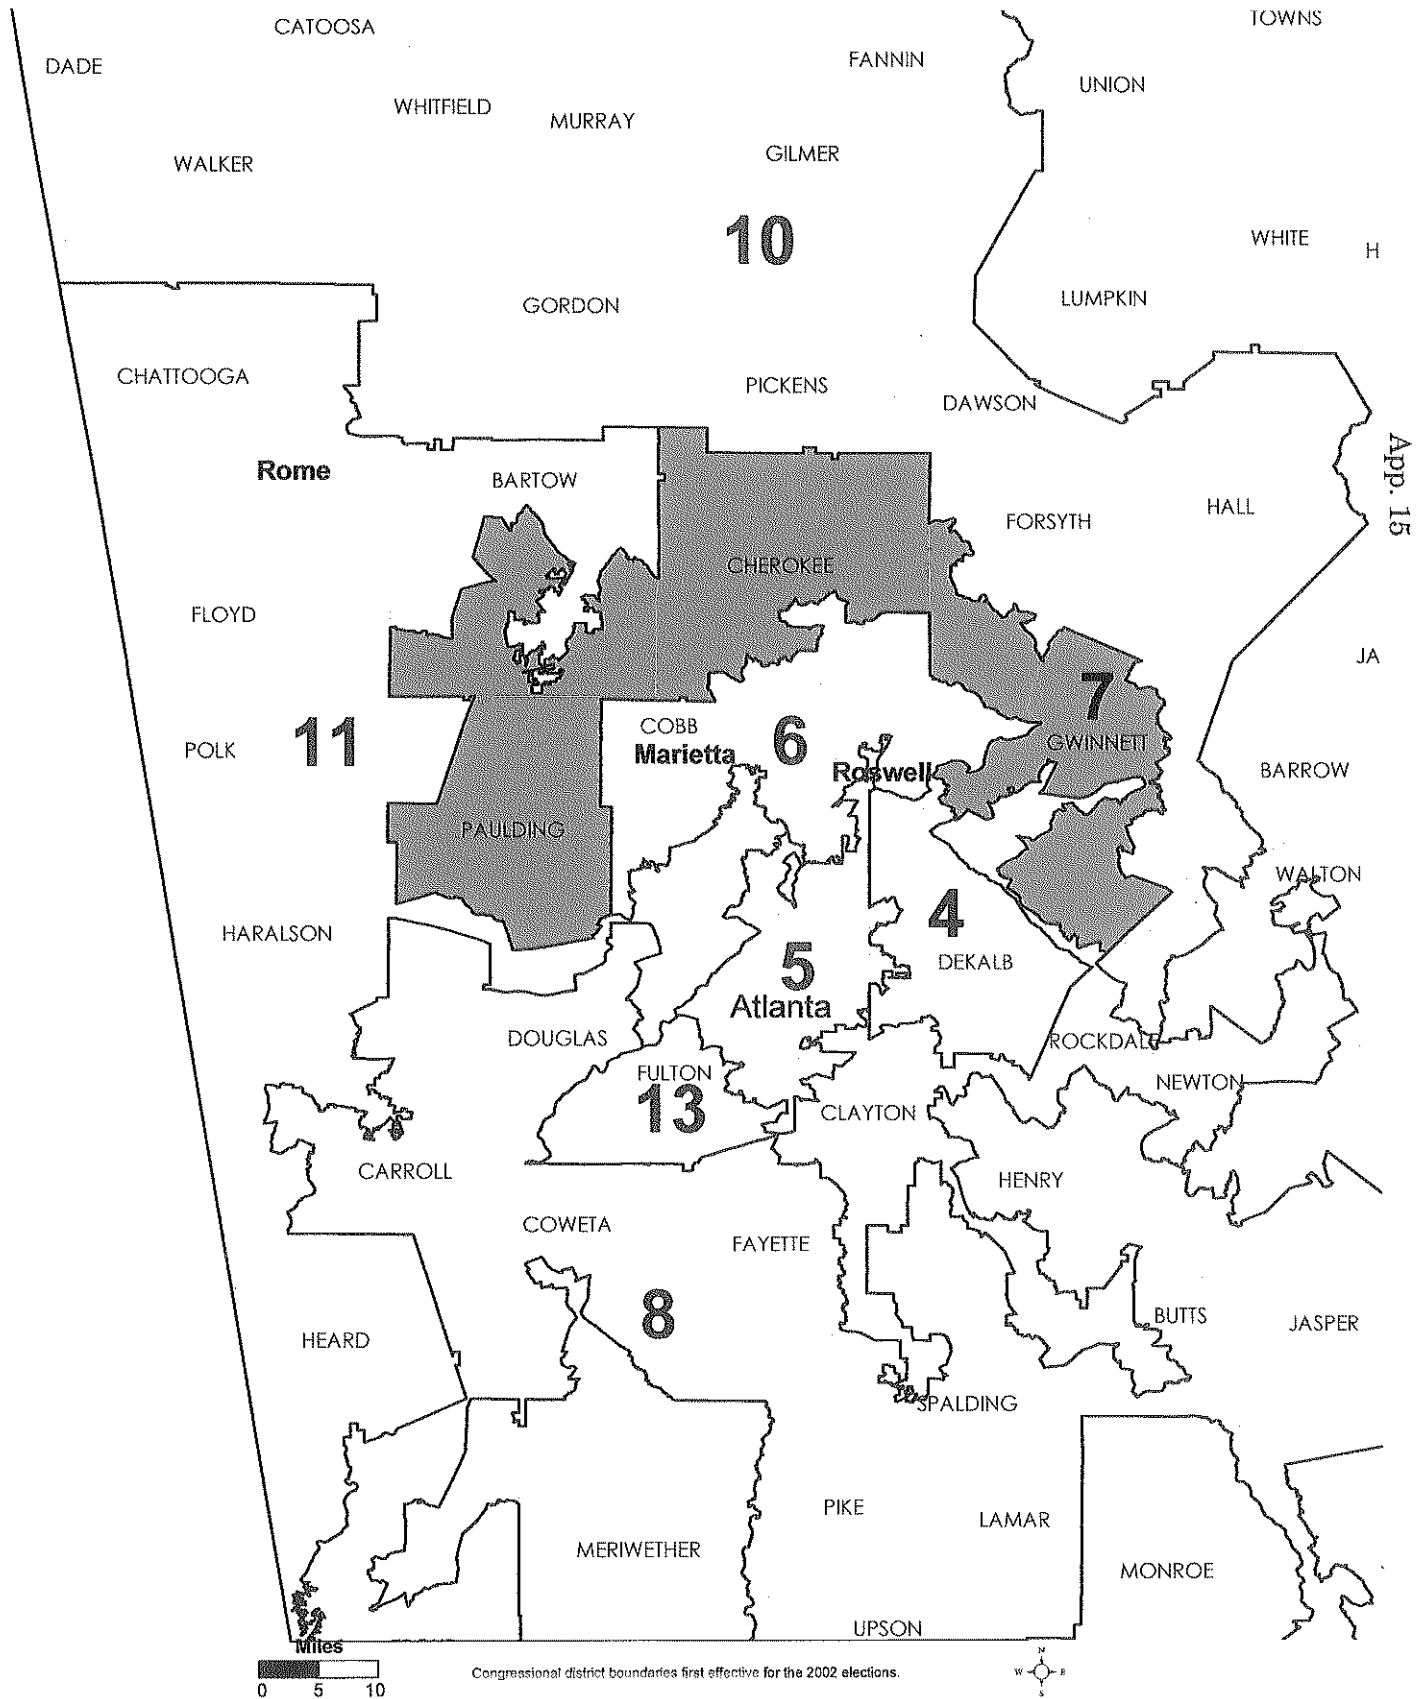 CATOOSA
TOWNS
DADE
FANNIN
UNION
WHITFIELD
MURRAY
WALKER
GILMER
10
WHITE
H
GORDON
LUMPKIN
CHATTOOGA
PICKENS
DAWSON
App. 15
Rome
BARTOW
FORSYTH
HALL
CHEROKEE
FLOYD
JA
7
11
COBB
6
POLK
Marietta
GWINNETT
Roswell
BARROW
PAULDING
WALTON
4
HARALSON
5
DEKALB
Atlanta
DOUGLAS
ROCKDALE
FULTON
NEWTON
13
CLAYTON
CARROLL
HENRY
COWETA
FAYETTE
8
BUTTS
JASPER
HEARD
SPALDING
PIKE
LAMAR
MERIWETHER
MONROE
UPSON
Miles
0 5 10
Congressional district boundaries first effective for the 2002 elections.
N
W E
S